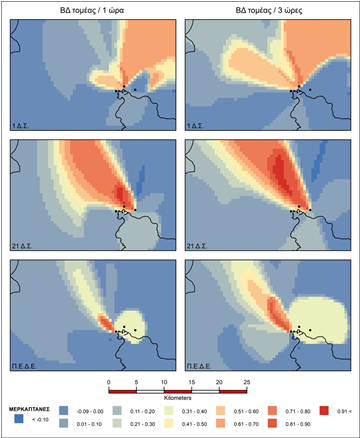 ΒΔ τομέας / 1 ώρα
ΒΔ τομέας / 3 ώρες
1 Δ.Σ.
1 Δ.Σ.
21 Δ.Σ.
21 Δ.Σ.
Π.Ε.Δ.Ε.
Π.Ε.Δ.Ε.
0 5 10 15 20 25
Kilometers
ΜΕΡΚΑΠΤΑΝΕΣ
< -0.10
-0.09 - 0.00
0.01 - 0.10
0.11 - 0.20
0.21 - 0.30
0.31 - 0.40
0.41 - 0.50
0.51 - 0.60
0.61 - 0.70
0.71 - 0.80
0.81 - 0.90
0.91 <